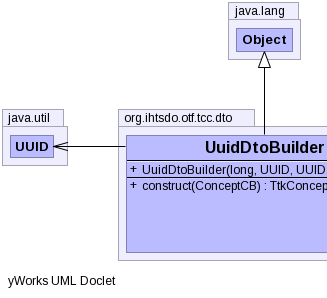 java.lang
Object
java.util
UUID
org.ihtsdo.otf.tcc.dto
UuidDtoBuilder
+ UuidDtoBuilder(long, UUID, UUID
+ construct(ConceptCB) : TtkConcep
yWorks UML Doclet